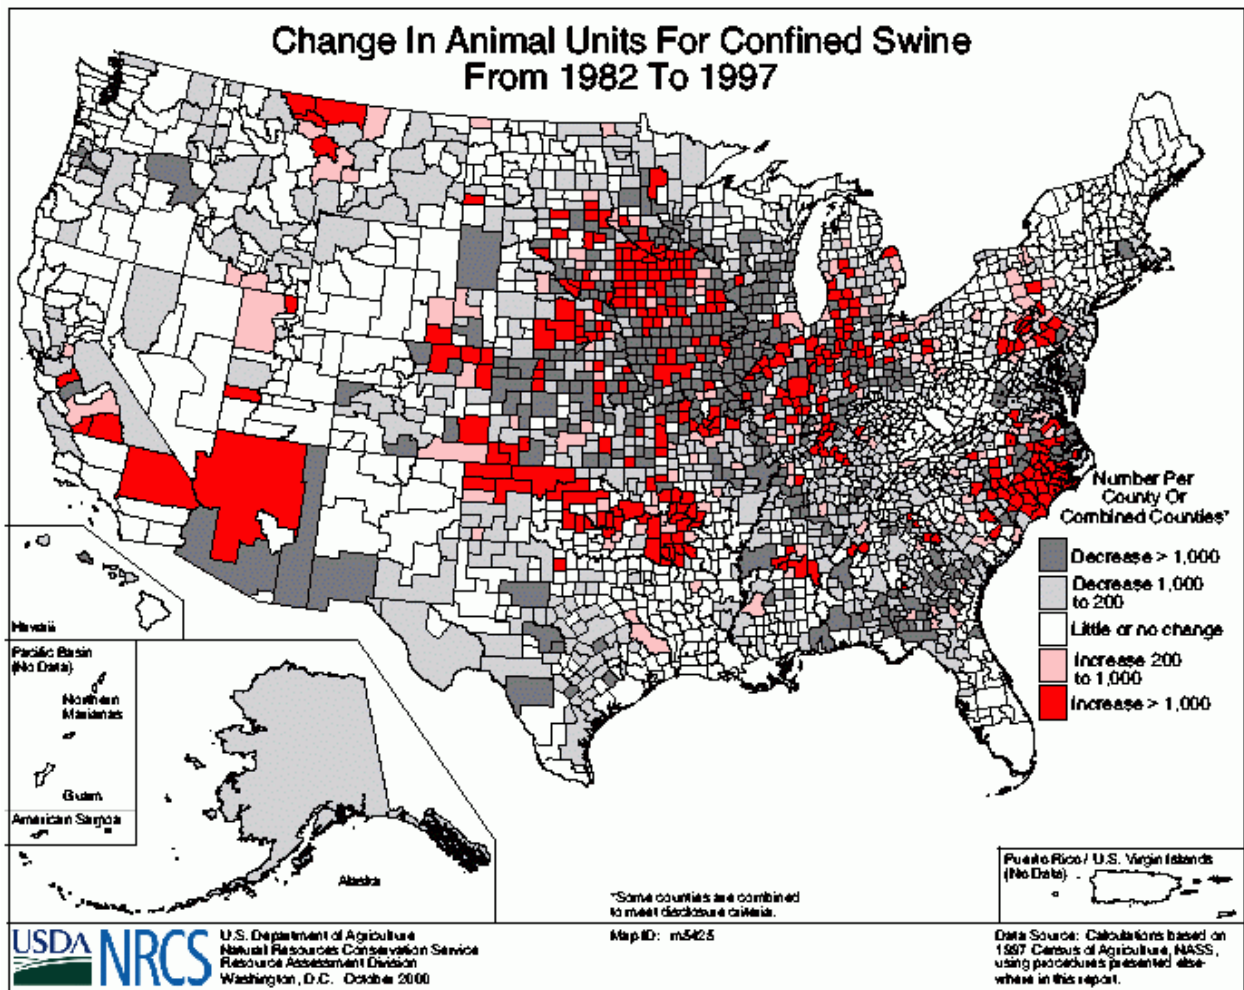 Change In Animal Units For Confined Swine
From 1982 To 1997
Number Per
County Or
Combined Counties*
Decrease > 1,000
Decrease 1,000
to 200
Little or no change
Increase 200
to 1,000
Increase > 1,000
Hawaii
Pacific Basin
(No Data)
Northern
Marianas
Guam
American Samoa
Alaska
Puerto Rico / U.S. Virgin Islands
(No Data)
*Some counties are combined
to meet disclosure criteria.
USDA
NRCS
U.S. Department of Agriculture
Natural Resources Conservation Service
Resource Assessment Division
Washington, D.C. October 2000
Map ID: m5425
Data Source: Calculations based on
1997 Census of Agriculture, NASS,
using procedures presented else-
where in this report.